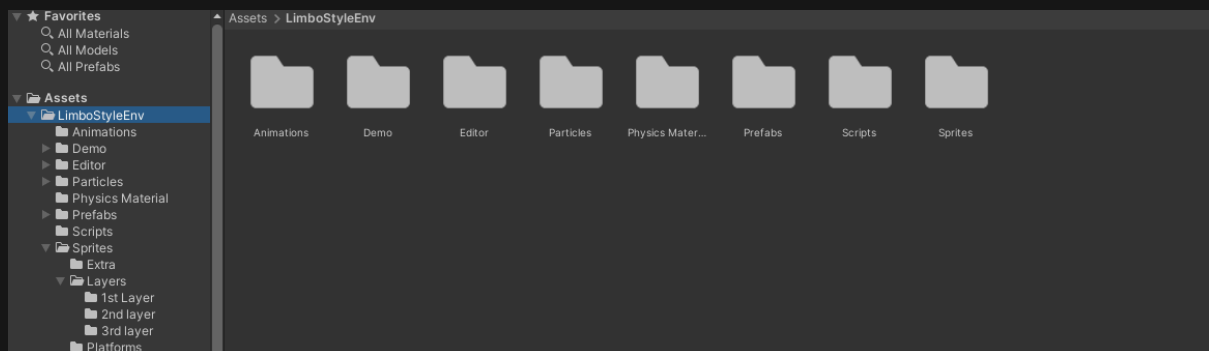 Favorites
All Materials
All Models
All Prefabs
Assets
LimboStyleEnv
Animations
Demo
Editor
Particles
Physics Material
Prefabs
Scripts
Sprites
Extra
Layers
1st Layer
2nd layer
3rd layer
Platforms
Assets > LimboStyleEnv
Animations Demo Editor Particles Physics Mater... Prefabs Scripts Sprites